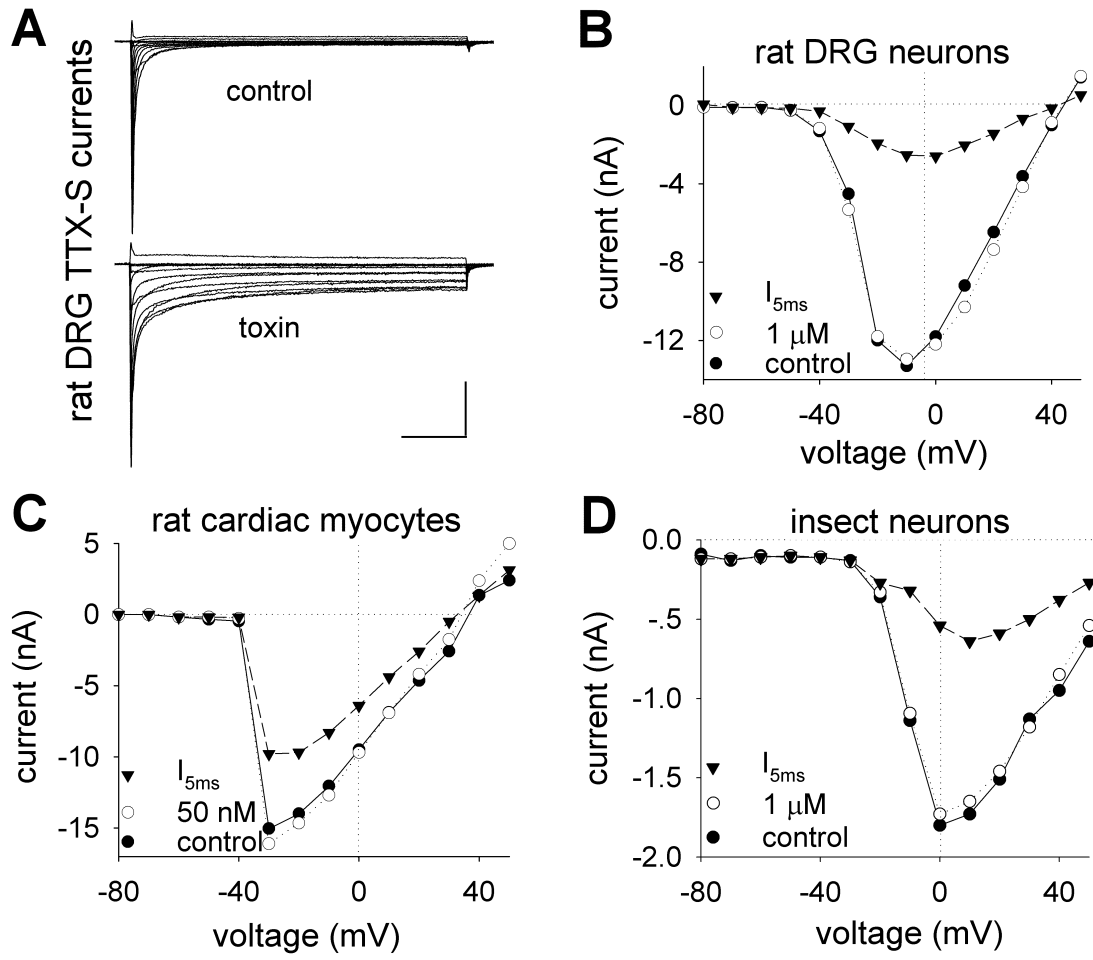 A
rat DRG TTX-S currents
control
toxin
B
rat DRG neurons
0
-4
-8
-12
current (nA)
I5ms
1 μM
control
-80
-40
0
40
voltage (mV)
C
rat cardiac myocytes
5
0
-5
-10
-15
current (nA)
I5ms
50 nM
control
-80
-40
0
40
voltage (mV)
D
insect neurons
0.0
-.5
-1.0
-1.5
-2.0
current (nA)
I5ms
1 μM
control
-80
-40
0
40
voltage (mV)